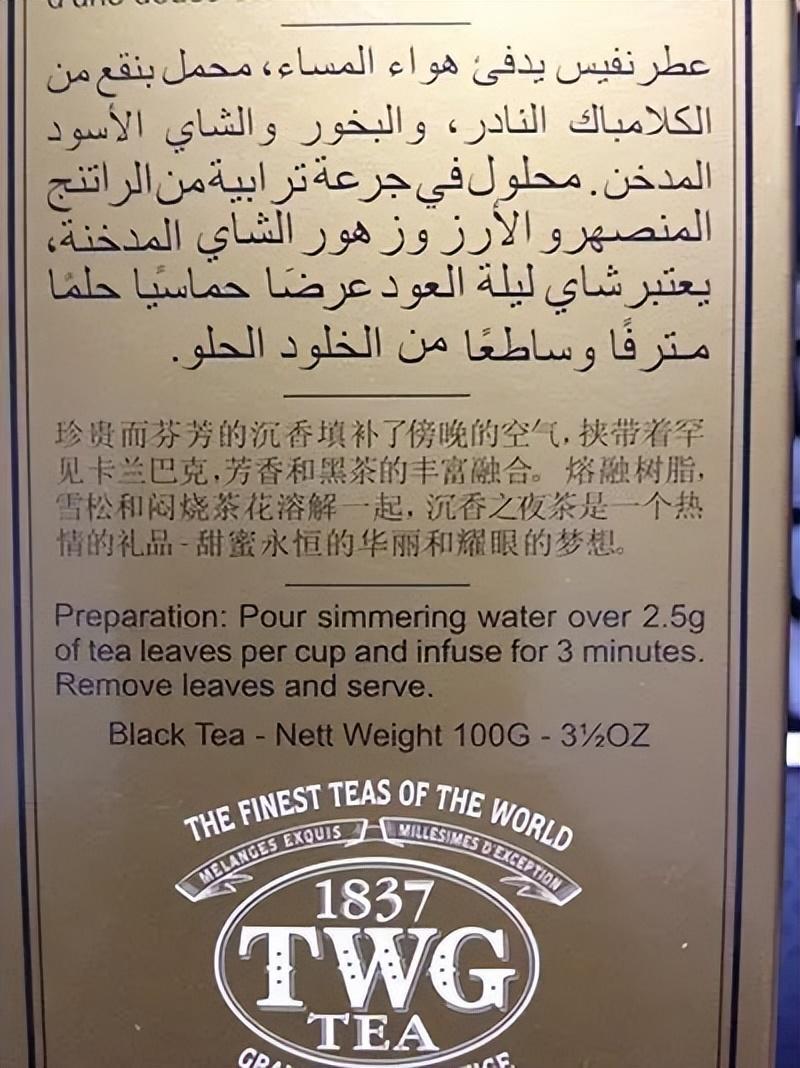 عطر نفيس يدفئ هواء المساء، محمل بنقع من
الكلامباك النادر، والبخور والشاي الأسود
المدخن. محلول في جرعة ترابية من الراتنج
المنصهر و الأرز وزهور الشاي المدخنة،
يعتبر شاي ليلة العود عرضَا حماسيًا حلمًا
مترفًا وساطعًا من الخلود الحلو.
珍贵而芬芳的沉香填补了傍晚的空气,挟带着罕
见卡兰巴克,芳香和黑茶的丰富融合。熔融树脂,
雪松和闷烧茶花溶解一起,沉香之夜茶是一个热
情的礼品-甜蜜永恒的华丽和耀眼的梦想。
Preparation: Pour simmering water over 2.5g
of tea leaves per cup and infuse for 3 minutes.
Remove leaves and serve.
Black Tea - Nett Weight 100G - 3½OZ
THE FINEST TEAS OF THE WORLD
MÉLANGES EXQUIS MILLÉSIMES D'EXCEPTION
1837
TWG
TEA